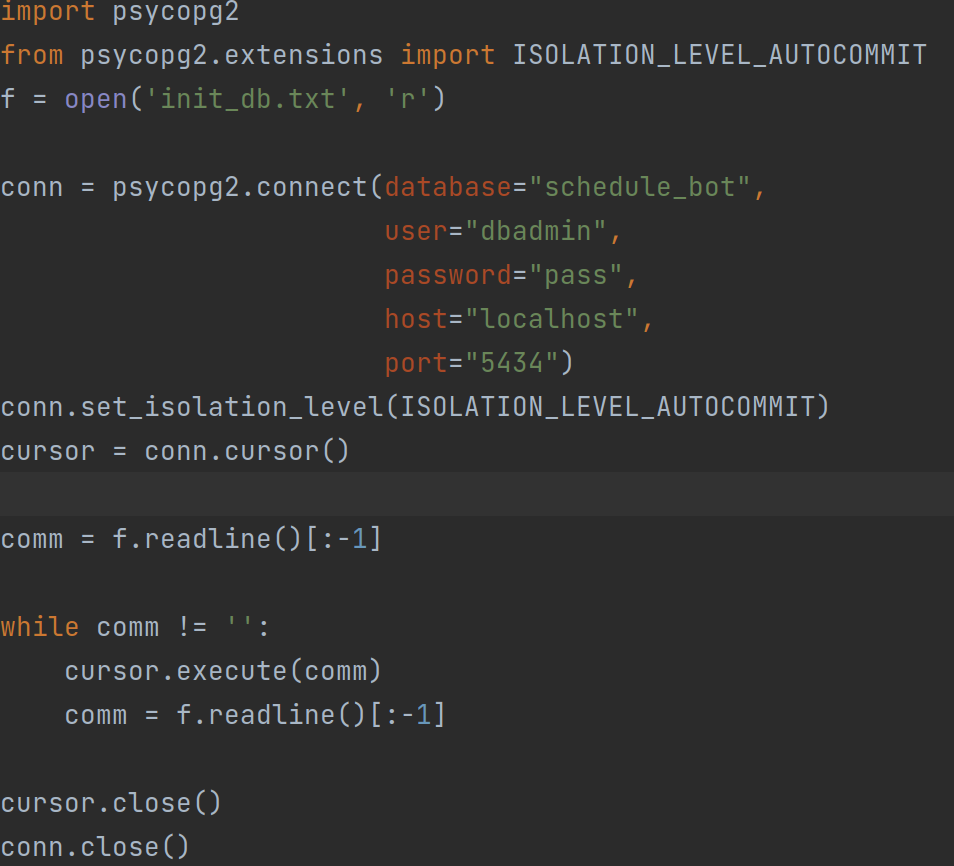 import psycopg2
from psycopg2.extensions import ISOLATION_LEVEL_AUTOCOMMIT
f = open('init_db.txt', 'r')
conn = psycopg2.connect(database="schedule_bot",
                        user="dbadmin",
                        password="pass",
                        host="localhost",
                        port="5434")
conn.set_isolation_level(ISOLATION_LEVEL_AUTOCOMMIT)
cursor = conn.cursor()
comm = f.readline()[:-1]
while comm != '':
    cursor.execute(comm)
    comm = f.readline()[:-1]
cursor.close()
conn.close()